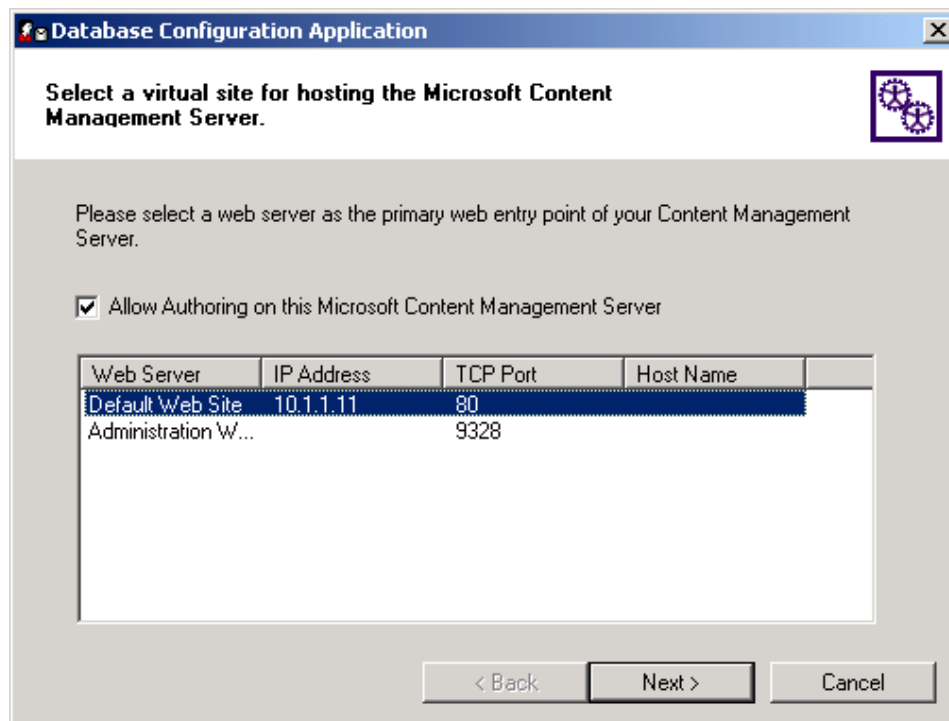 Database Configuration Application
Select a virtual site for hosting the Microsoft Content
Management Server.
Please select a web server as the primary web entry point of your Content Management
Server.
Allow Authoring on this Microsoft Content Management Server
Web Server IP Address TCP Port Host Name
Default Web Site 10.1.1.11 80
Administration W... 9328
< Back Next > Cancel